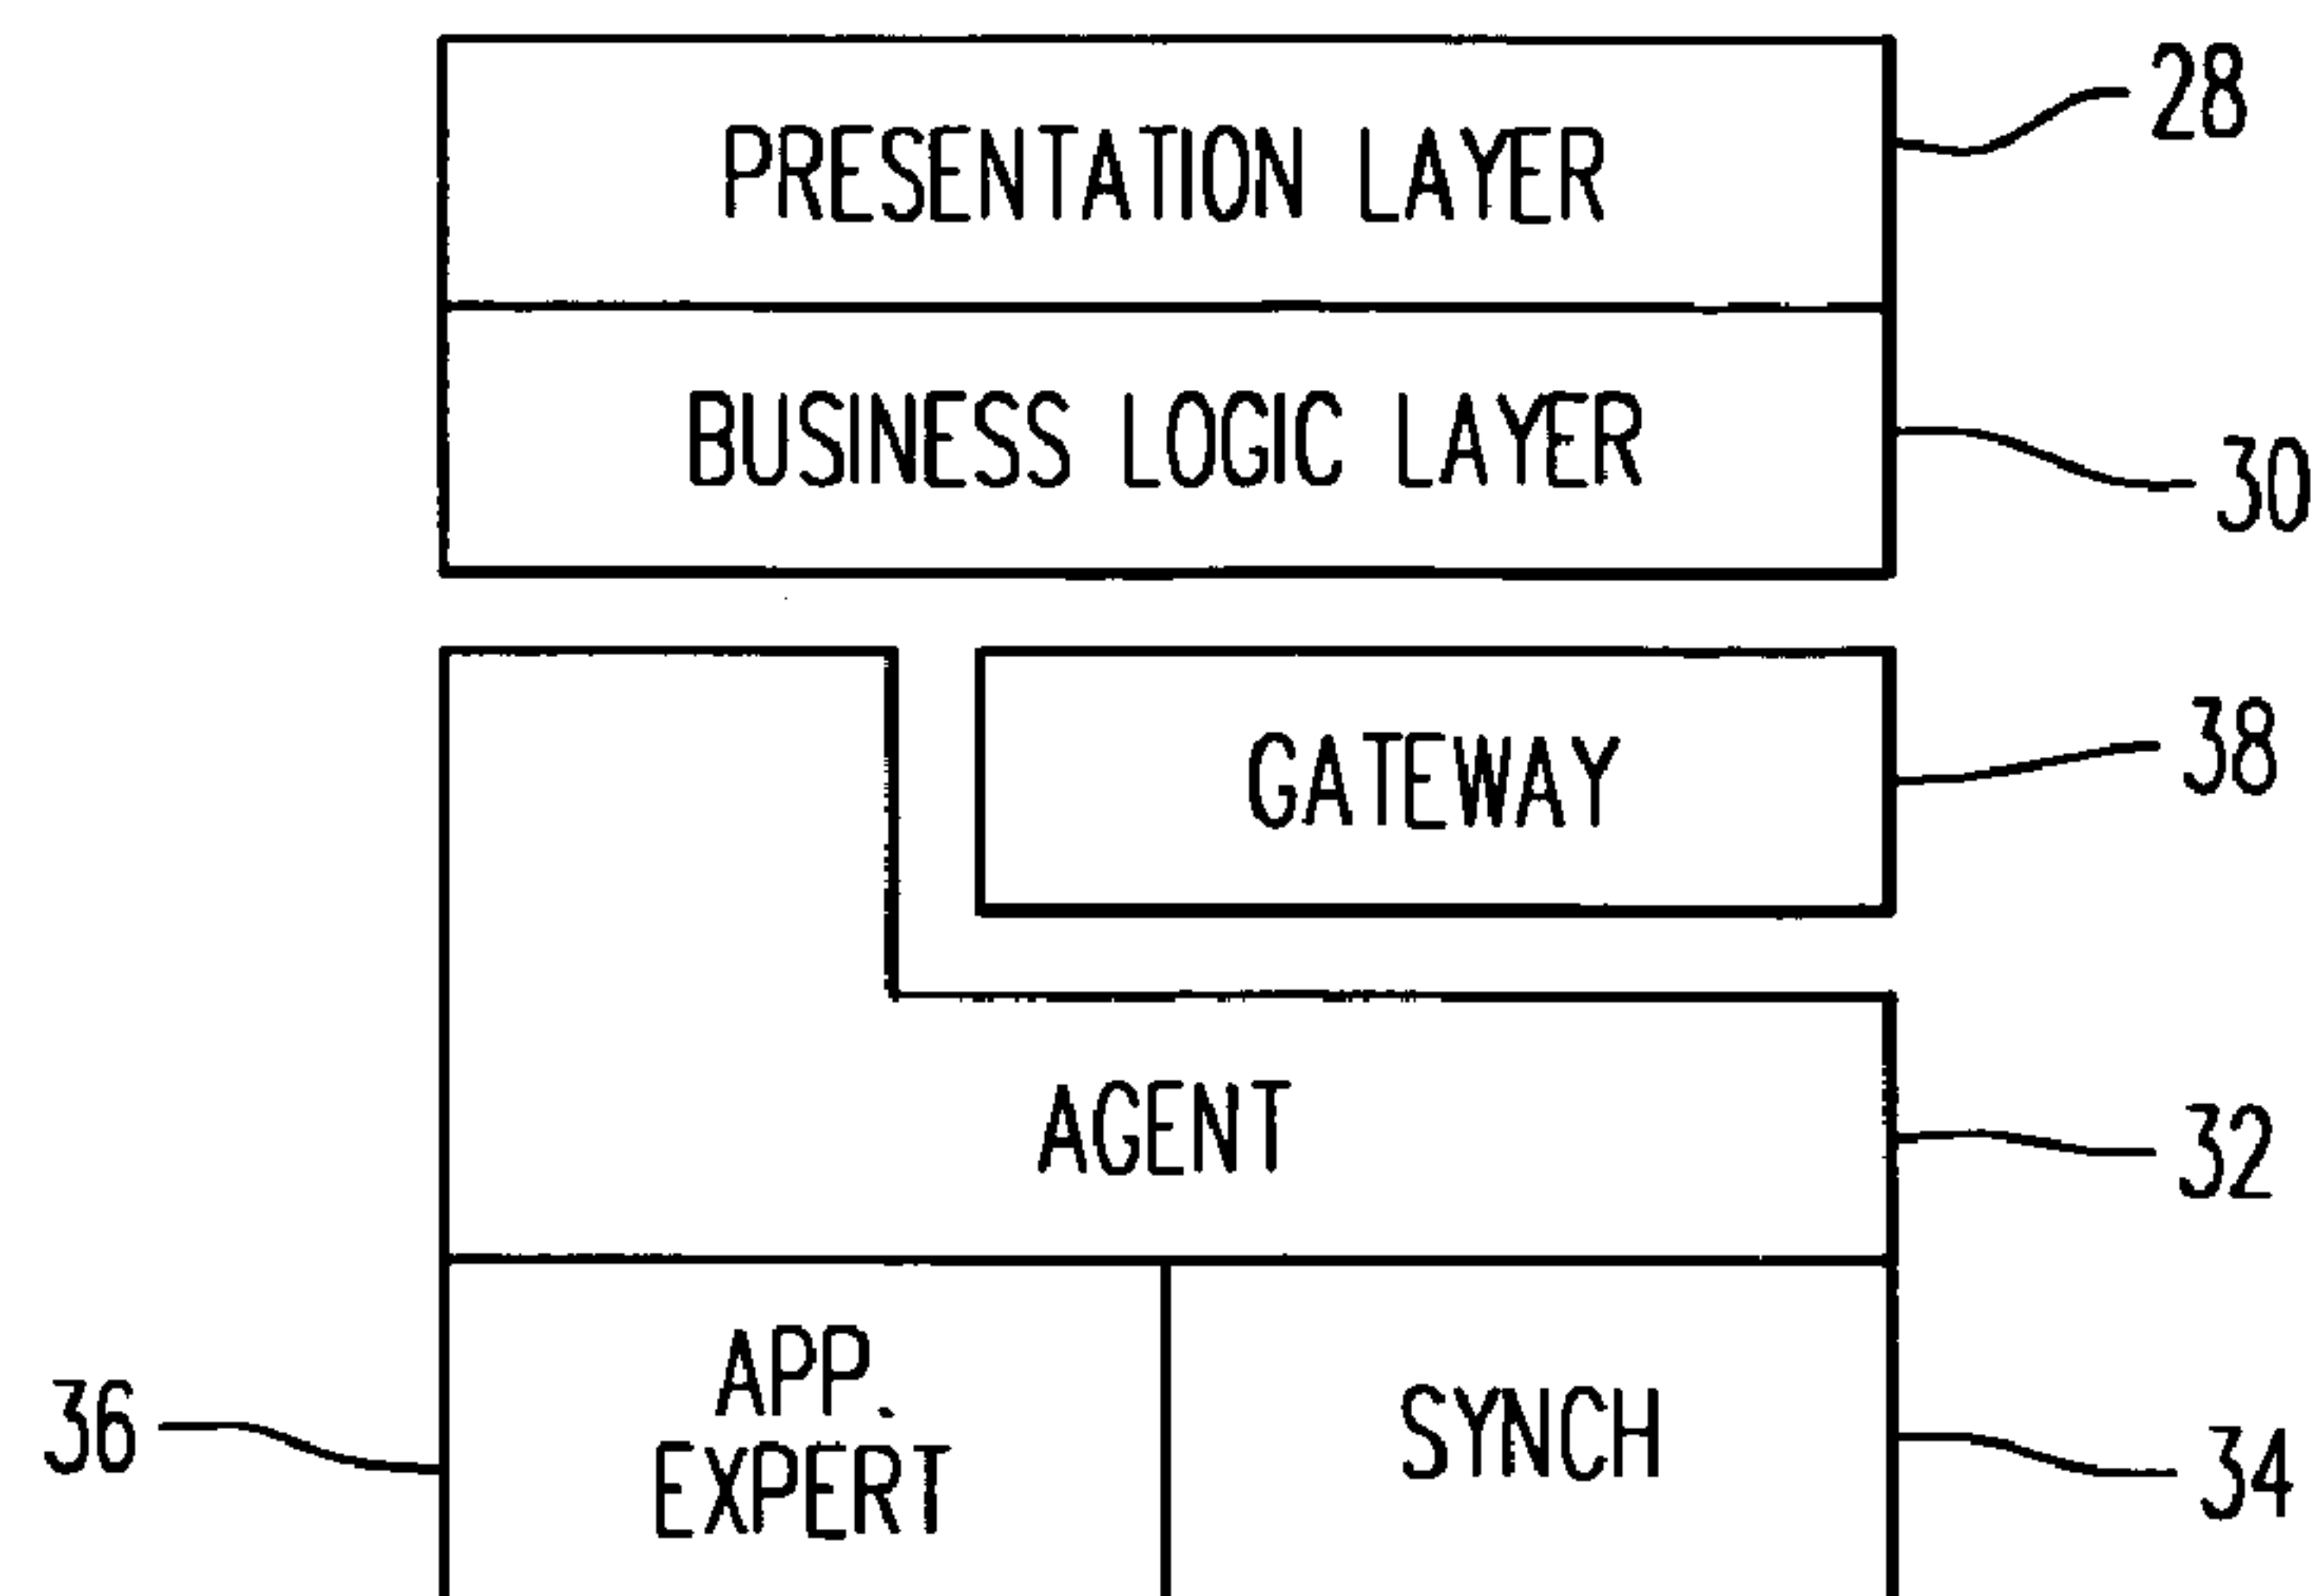 PRESENTATION LAYER
28
BUSINESS LOGIC LAYER
30
GATEWAY
38
AGENT
32
36
APP.
EXPERT
SYNCH
34